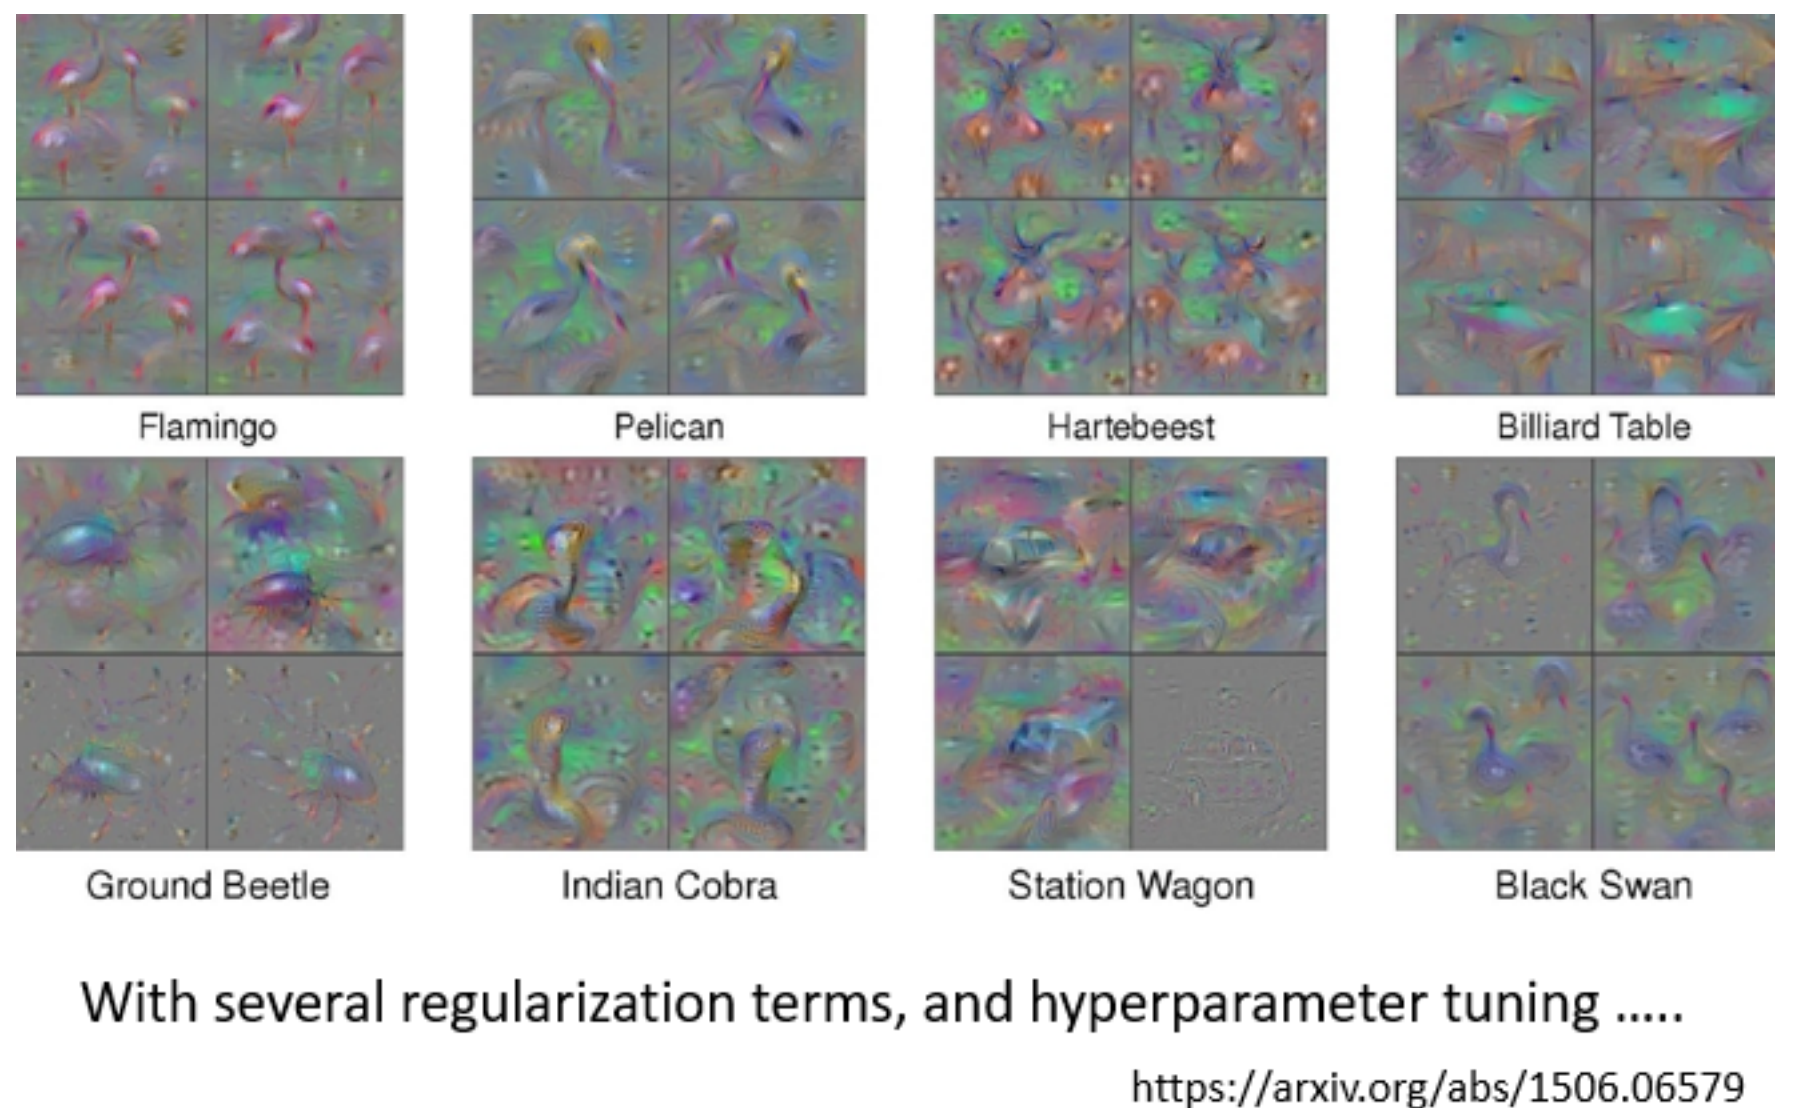 Flamingo
Pelican
Hartebeest
Billiard Table
Ground Beetle
Indian Cobra
Station Wagon
Black Swan
With several regularization terms, and hyperparameter tuning .....
https://arxiv.org/abs/1506.06579